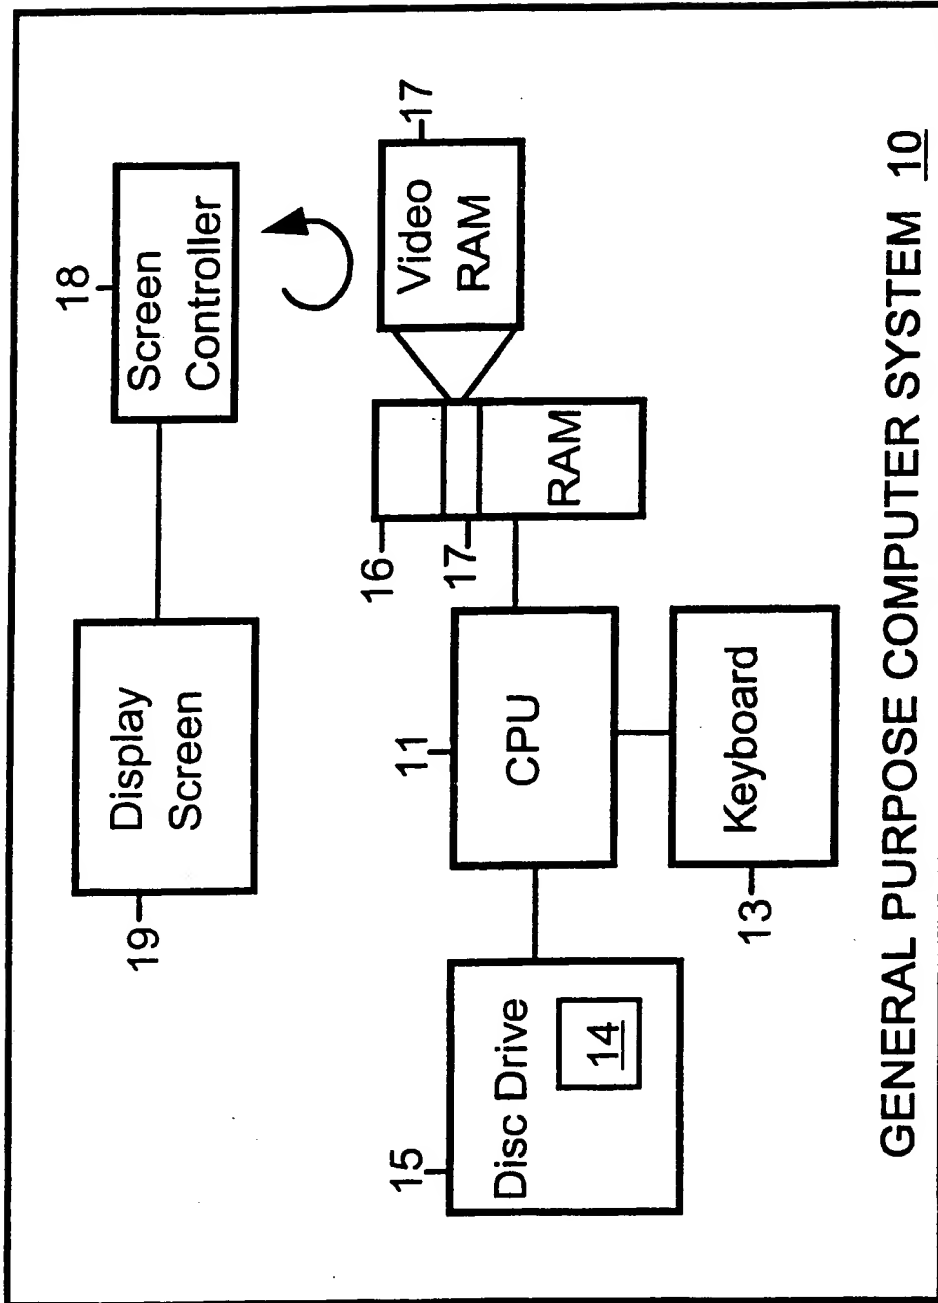 19
Display
Screen
18
Screen
Controller
15
Disc Drive
14
11
CPU
13
Keyboard
16
17
RAM
Video
RAM
17
GENERAL PURPOSE COMPUTER SYSTEM 10